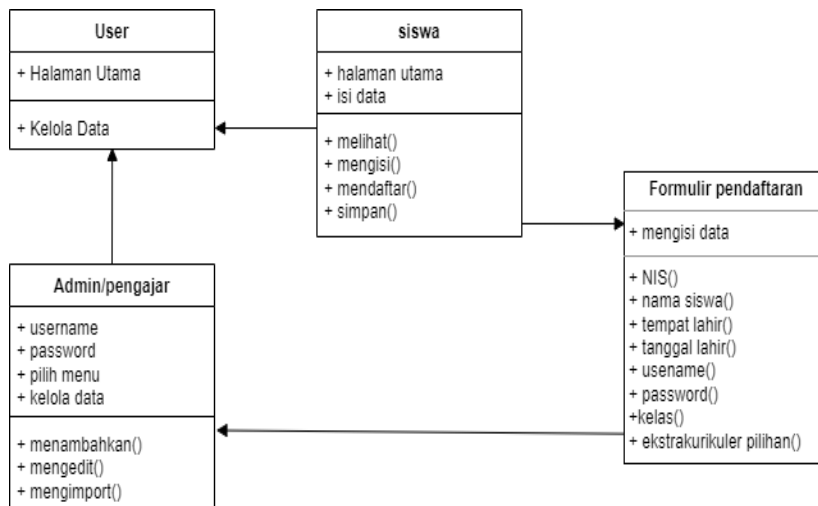 User
+ Halaman Utama
+ Kelola Data
siswa
+ halaman utama
+ isi data
+ melihat()
+ mengisi()
+ mendaftar()
+ simpan()
Formulir pendaftaran
+ mengisi data
+ NIS()
+ nama siswa()
+ tempat lahir()
+ tanggal lahir()
+ usename()
+ password()
+kelas()
+ ekstrakurikuler pilihan()
Admin/pengajar
+ username
+ password
+ pilih menu
+ kelola data
+ menambahkan()
+ mengedit()
+ mengimport()